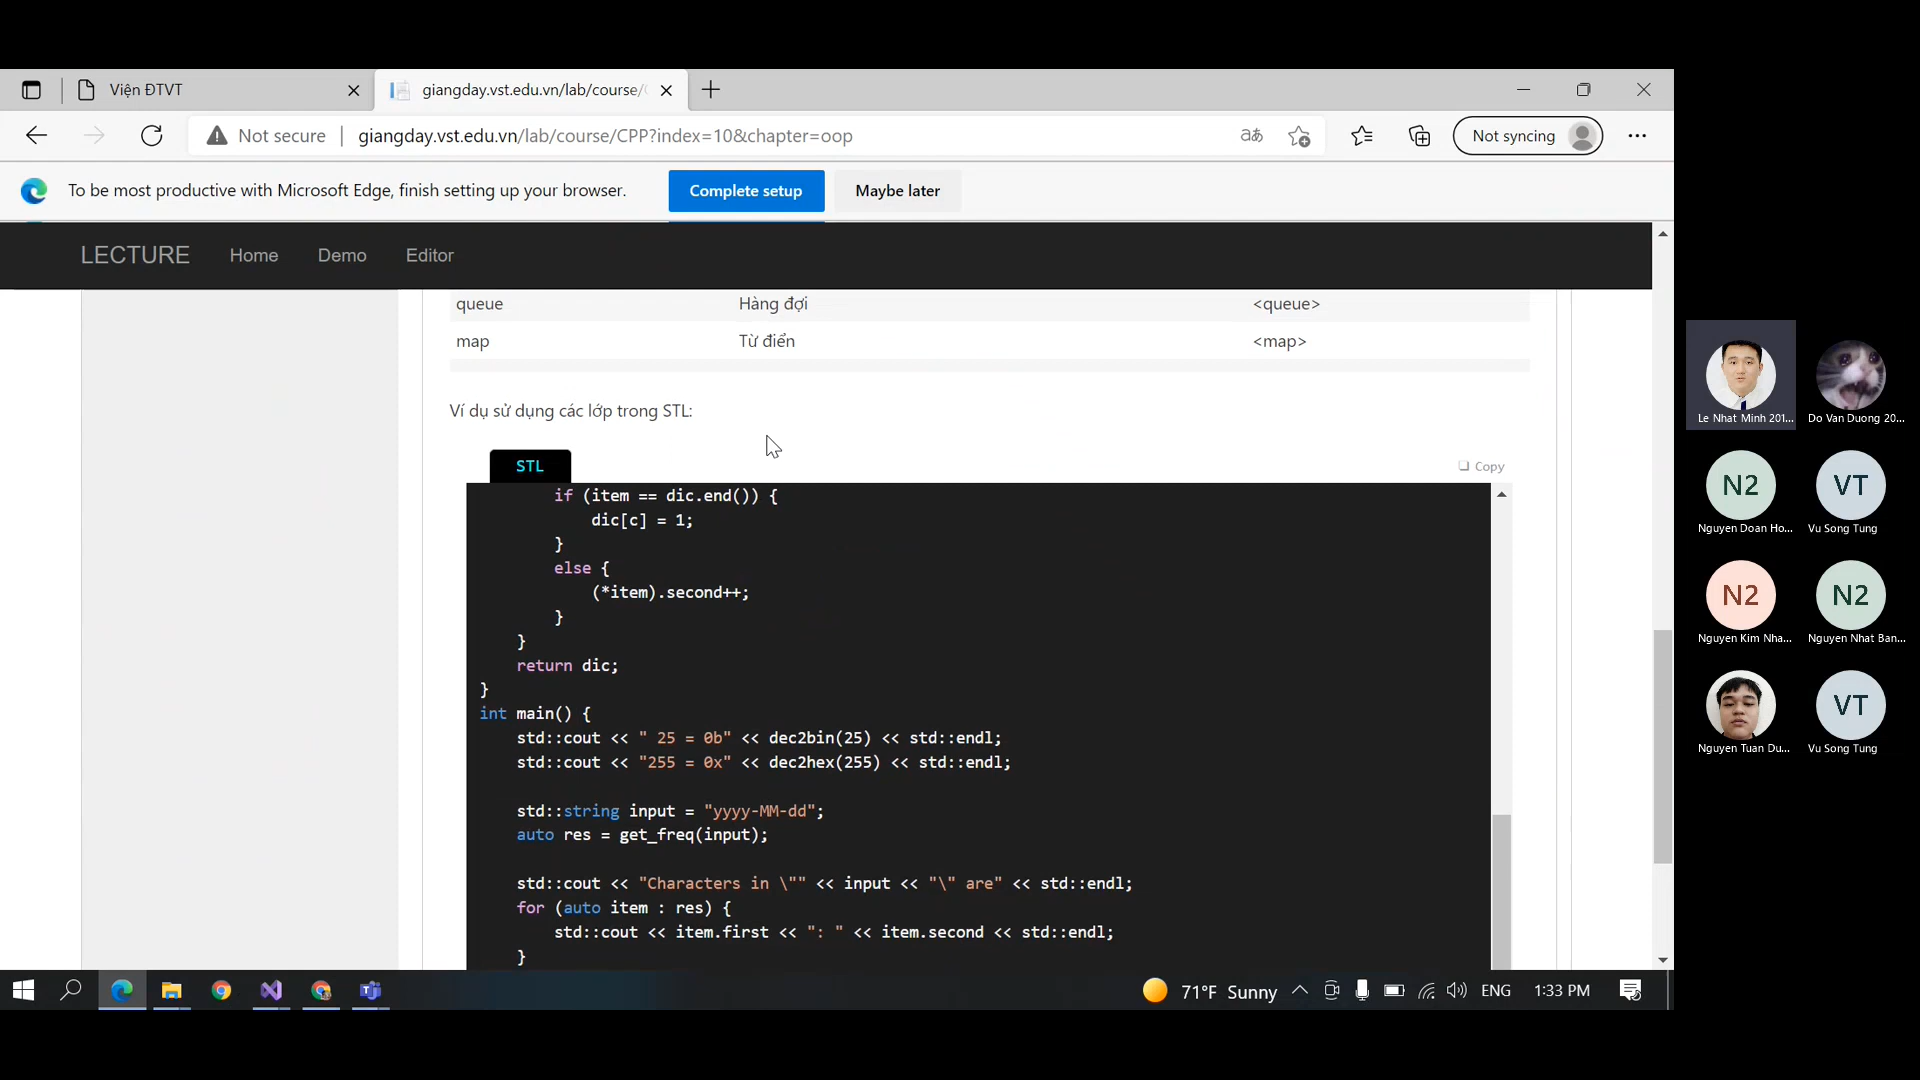 Viện ĐTVT
giangday.vst.edu.vn/lab/course/
Not secure
giangday.vst.edu.vn/lab/course/CPP?index=10&chapter=oop
Not syncing
To be most productive with Microsoft Edge, finish setting up your browser.
Complete setup
Maybe later
LECTURE Home Demo Editor
queue Hàng đợi <queue>
map Từ điển <map>
Ví dụ sử dụng các lớp trong STL:
STL
Copy
if (item == dic.end()) {
dic[c] = 1;
}
else {
(*item).second++;
}
}
return dic;
}
int main() {
std::cout << " 25 = 0b" << dec2bin(25) << std::endl;
std::cout << "255 = 0x" << dec2hex(255) << std::endl;
std::string input = "yyyy-MM-dd";
auto res = get_freq(input);
std::cout << "Characters in \"" << input << "\" are" << std::endl;
for (auto item : res) {
std::cout << item.first << ": " << item.second << std::endl;
}
71°F Sunny
ENG
1:33 PM
Le Nhat Minh 201...
Do Van Duong 20...
N2
VT
Nguyen Doan Ho...
Vu Song Tung
N2
N2
Nguyen Kim Nha...
Nguyen Nhat Ban...
VT
Nguyen Tuan Du...
Vu Song Tung